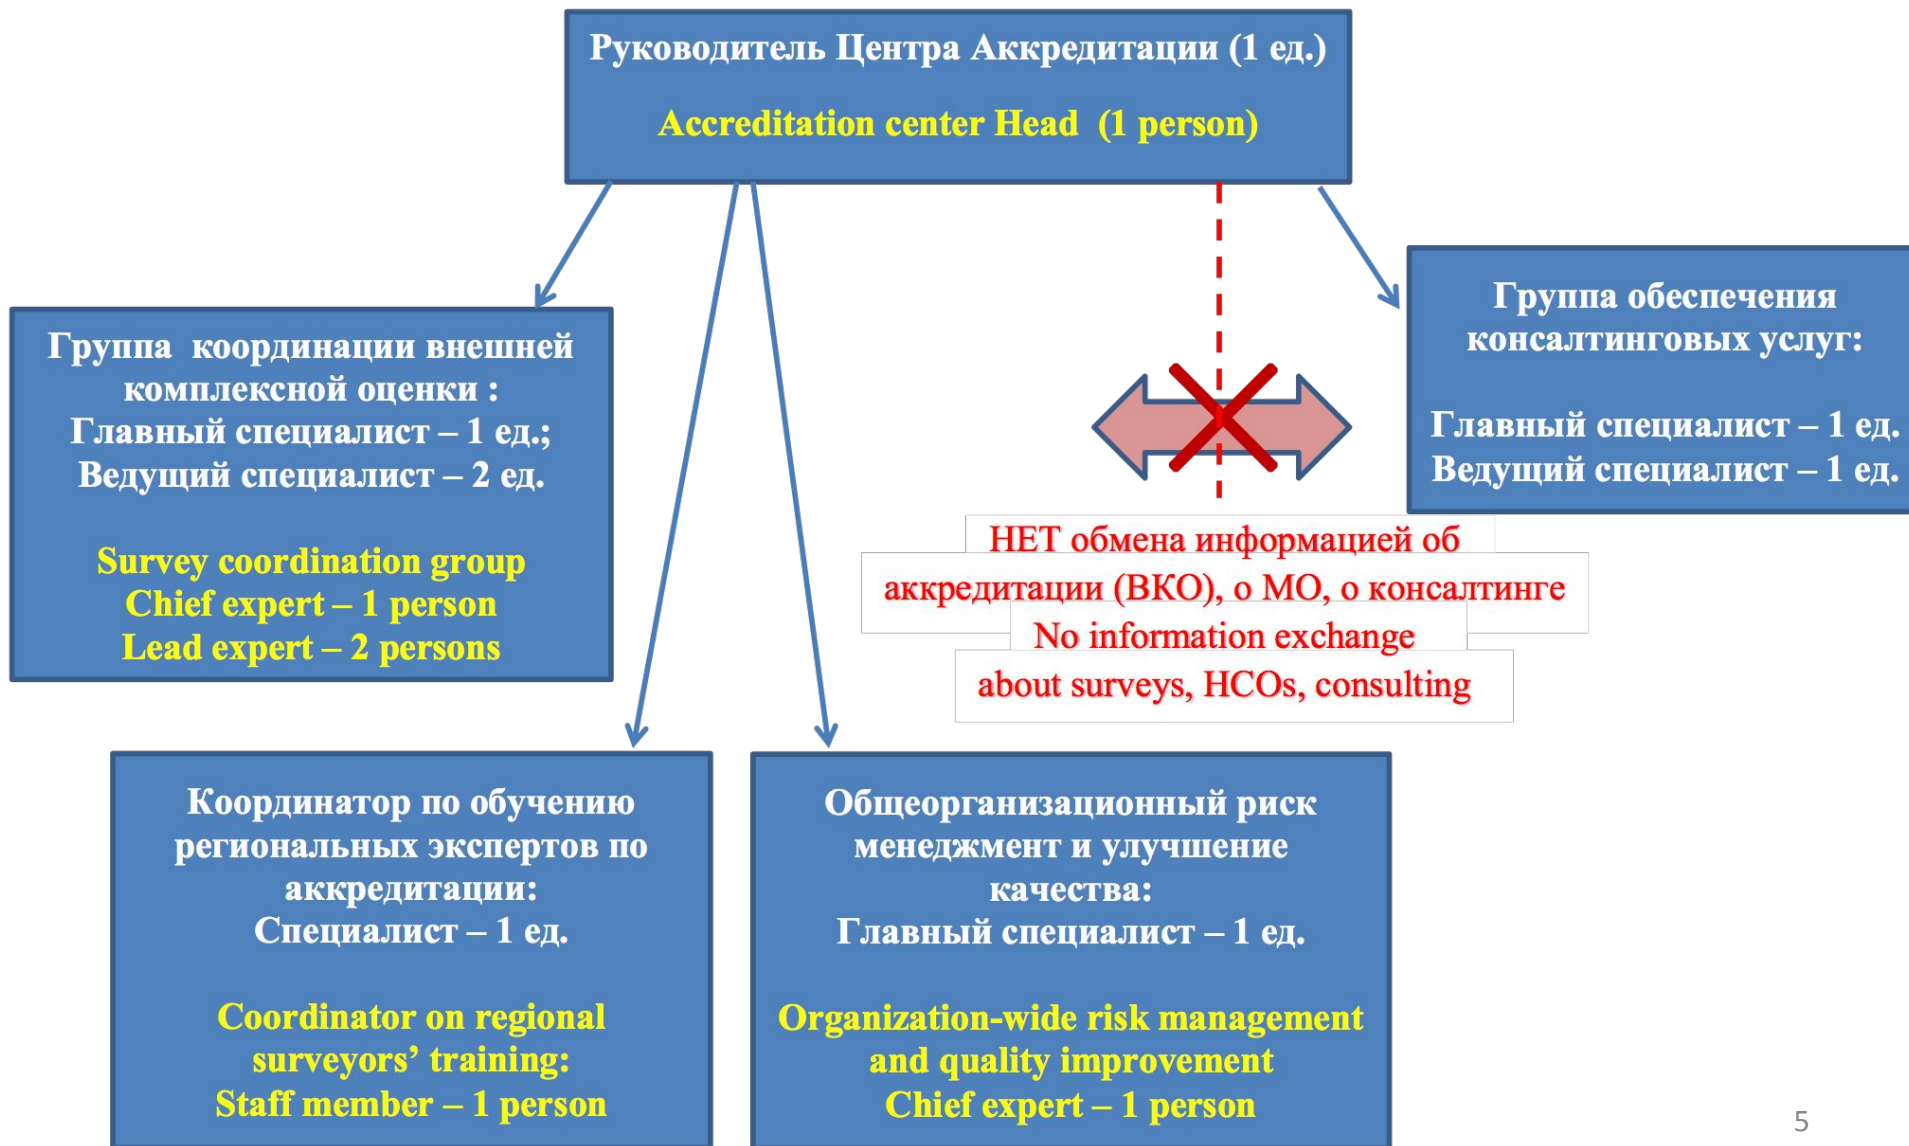 Руководитель Центра Аккредитации (1 ед.)
Accreditation center Head (1 person)
Группа координации внешней
комплексной оценки :
Главный специалист – 1 ед.;
Ведущий специалист – 2 ед.
Survey coordination group
Chief expert – 1 person
Lead expert – 2 persons
Группа обеспечения
консалтинговых услуг:
Главный специалист – 1 ед.
Ведущий специалист – 1 ед.
НЕТ обмена информацией об
аккредитации (ВКО), о МО, о консалтинге
No information exchange
about surveys, HCOs, consulting
Координатор по обучению
региональных экспертов по
аккредитации:
Специалист – 1 ед.
Coordinator on regional
surveyors’ training:
Staff member – 1 person
Общеорганизационный риск
менеджмент и улучшение
качества:
Главный специалист – 1 ед.
Organization-wide risk management
and quality improvement
Chief expert – 1 person
5